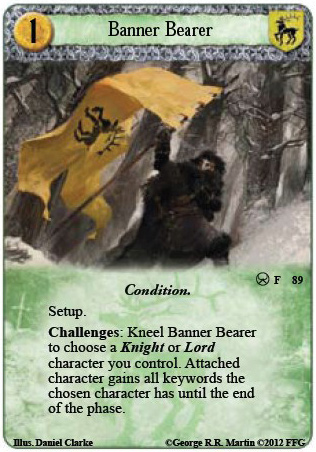 1
Banner Bearer
F 89
Condition.
Setup.
Challenges: Kneel Banner Bearer
to choose a Knight or Lord
character you control. Attached
character gains all keywords the
chosen character has until the end
of the phase.
Illus. Daniel Clarke
©George R.R. Martin ©2012 FFG